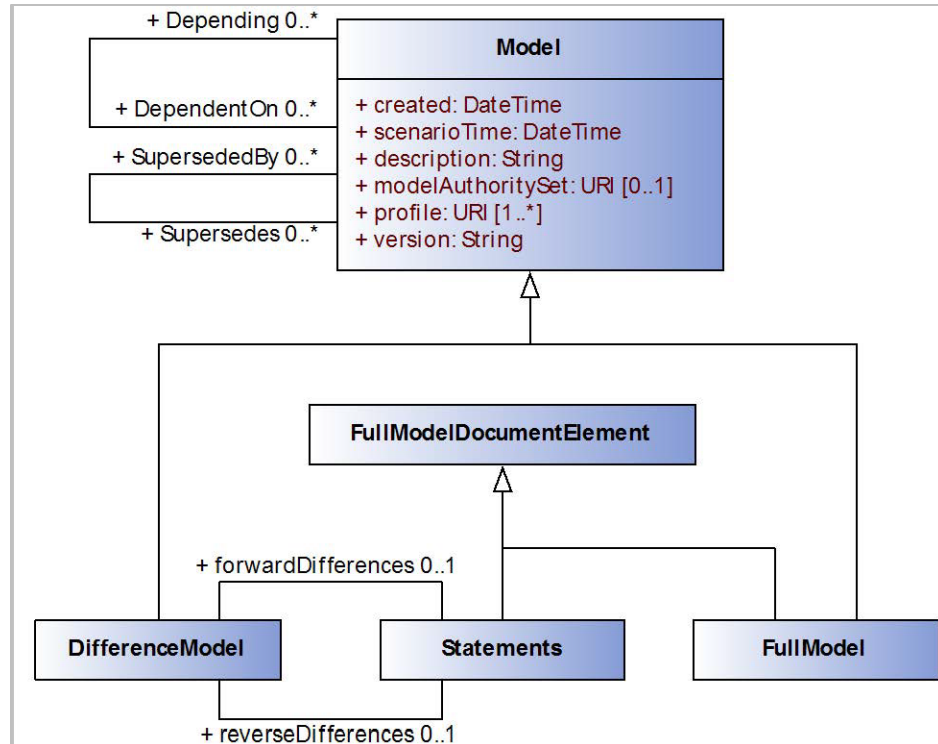 + Depending 0..*
Model
+ created: DateTime
+ DependentOn 0..*
+ scenarioTime: DateTime
+ SupersededBy 0..*
+ description: String
+ modelAuthoritySet: URI [0..1]
+ profile: URI [1..*]
+ Supersedes 0..*
+ version: String
FullModelDocumentElement
+ forwardDifferences 0..1
DifferenceModel
Statements
FullModel
+ reverseDifferences 0..1